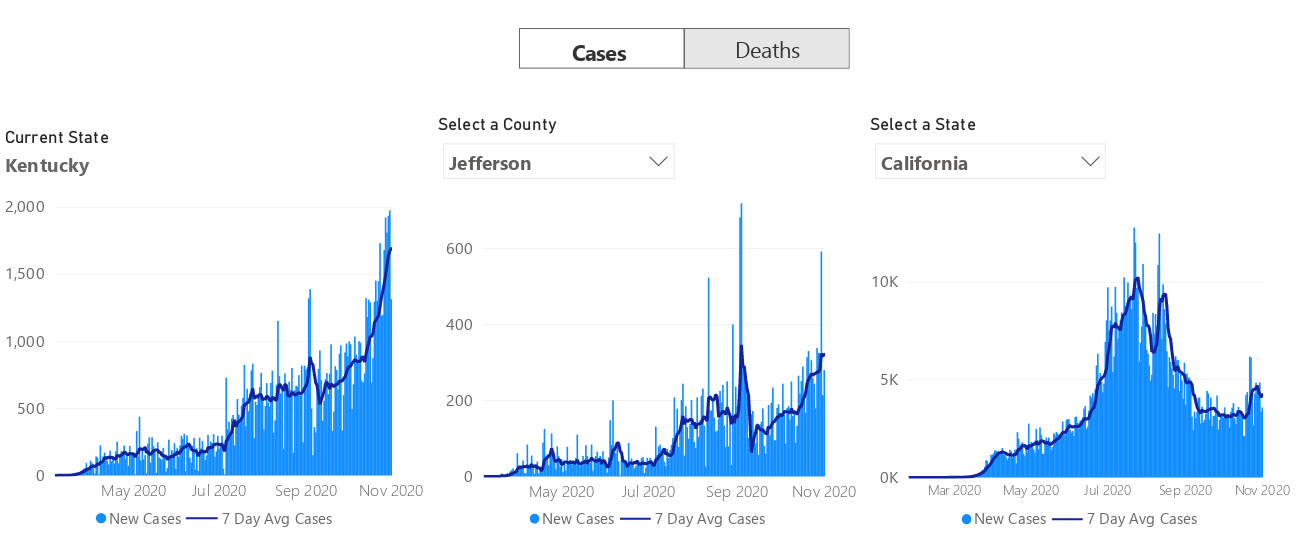 Cases Deaths
Current State
Kentucky
2,000
1,500
1,000
500
0
May 2020 Jul 2020 Sep 2020 Nov 2020
New Cases 7 Day Avg Cases
Select a County
Jefferson
600
400
200
0
May 2020 Jul 2020 Sep 2020 Nov 2020
New Cases 7 Day Avg Cases
Select a State
California
10K
5K
0K
Mar 2020 May 2020 Jul 2020 Sep 2020 Nov 2020
New Cases 7 Day Avg Cases